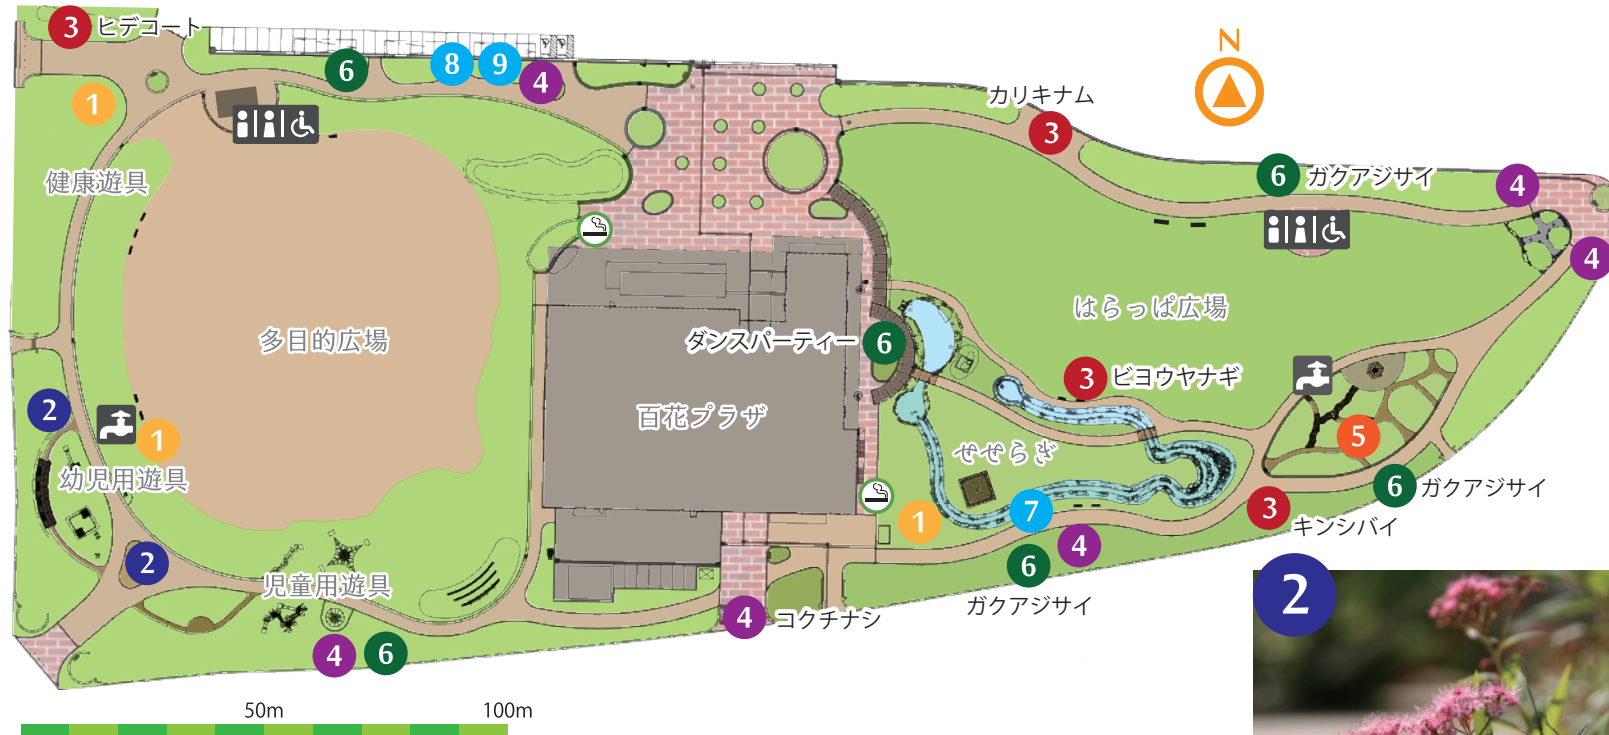 3 ヒデコート
N
6
8
9
4
1
カリキナム
3
健康遊具
6 ガクアジサイ
4
4
はらっぱ広場
多目的広場
ダンスパーティー 6
3 ビヨウヤナギ
2
1
百花プラザ
5
せせらぎ
幼児用遊具
6 ガクアジサイ
7
1
3
キンシバイ
4
2
6
児童用遊具
ガクアジサイ
2
4 コクチナシ
4
6
50m
100m